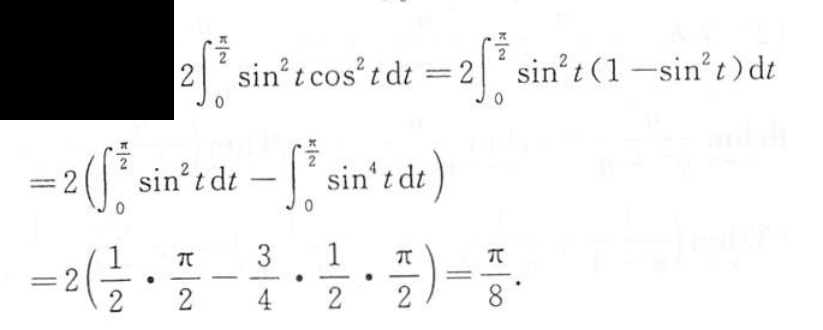 2∫₀^{π/2} sin²t cos²t dt = 2∫₀^{π/2} sin²t (1 − sin²t) dt
= 2(∫₀^{π/2} sin²t dt − ∫₀^{π/2} sin⁴t dt)
= 2(1/2 · π/2 − 3/4 · 1/2 · π/2) = π/8.